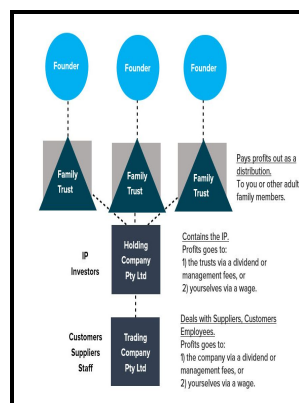 Founder
Founder
Founder
Family
Trust
Family
Trust
Family
Trust
Pays profits out as a
distribution.
To you or other adult
family members.
IP
Investors
Holding
Company
Pty Ltd
Contains the IP.
Profits goes to:
1) the trusts via a dividend or
management fees, or
2) yourselves via a wage.
Customers
Suppliers
Staff
Trading
Company
Pty Ltd
Deals with Suppliers, Customers
Employees.
Profits goes to:
1) the company via a dividend or
management fees, or
2) yourselves via a wage.